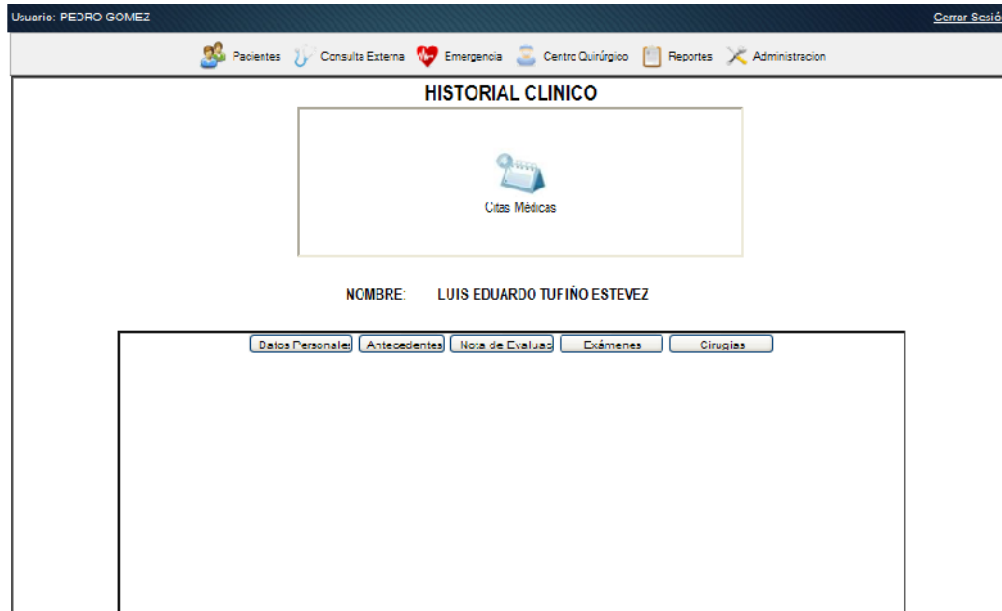 Usuario: PEDRO GOMEZ Cerrar Sesió
Pacientes Consulta Externa Emergencia Centro Quirúrgico Reportes Administracion
HISTORIAL CLINICO
Citas Médicas
NOMBRE: LUIS EDUARDO TUFIÑO ESTEVEZ
Datos Personales Antecedentes Nota de Evaluac Exámenes Cirugias